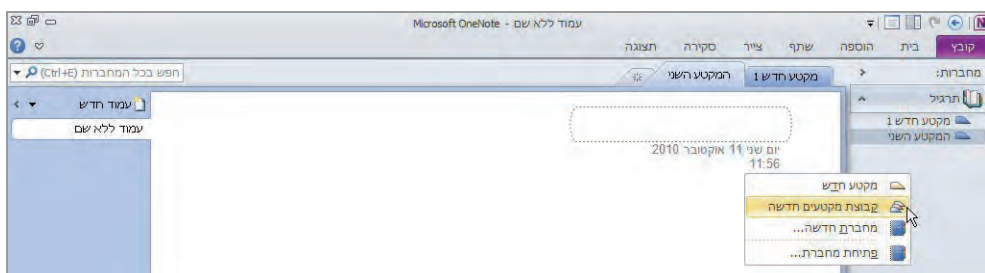 עמוד ללא שם - Microsoft OneNote
קובץ בית הוספה שתף צייר סקירה תצוגה
מחברות:
מקטע חדש 1 המקטע השני
חפש בכל המחברות (Ctrl+E)
תרגיל
מקטע חדש 1
המקטע השני
עמוד חדש
עמוד ללא שם
יום שני 11 אוקטובר 2010
11:56
מקטע חדש
קבוצת מקטעים חדשה
מחברת חדשה...
פתיחת מחברת...